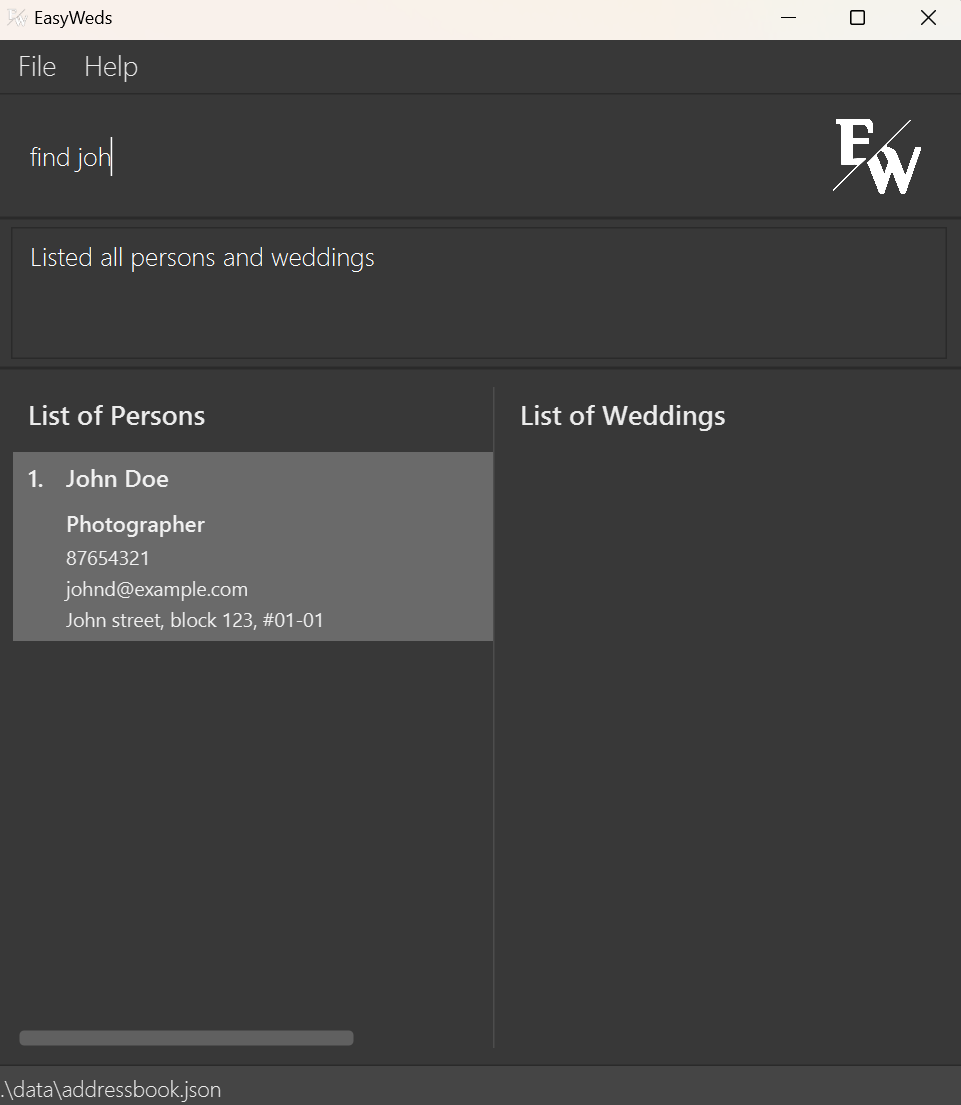 EasyWeds
File Help
find joh
EW
Listed all persons and weddings
List of Persons
List of Weddings
1. John Doe
Photographer
87654321
johnd@example.com
John street, block 123, #01-01
.\data\addressbook.json